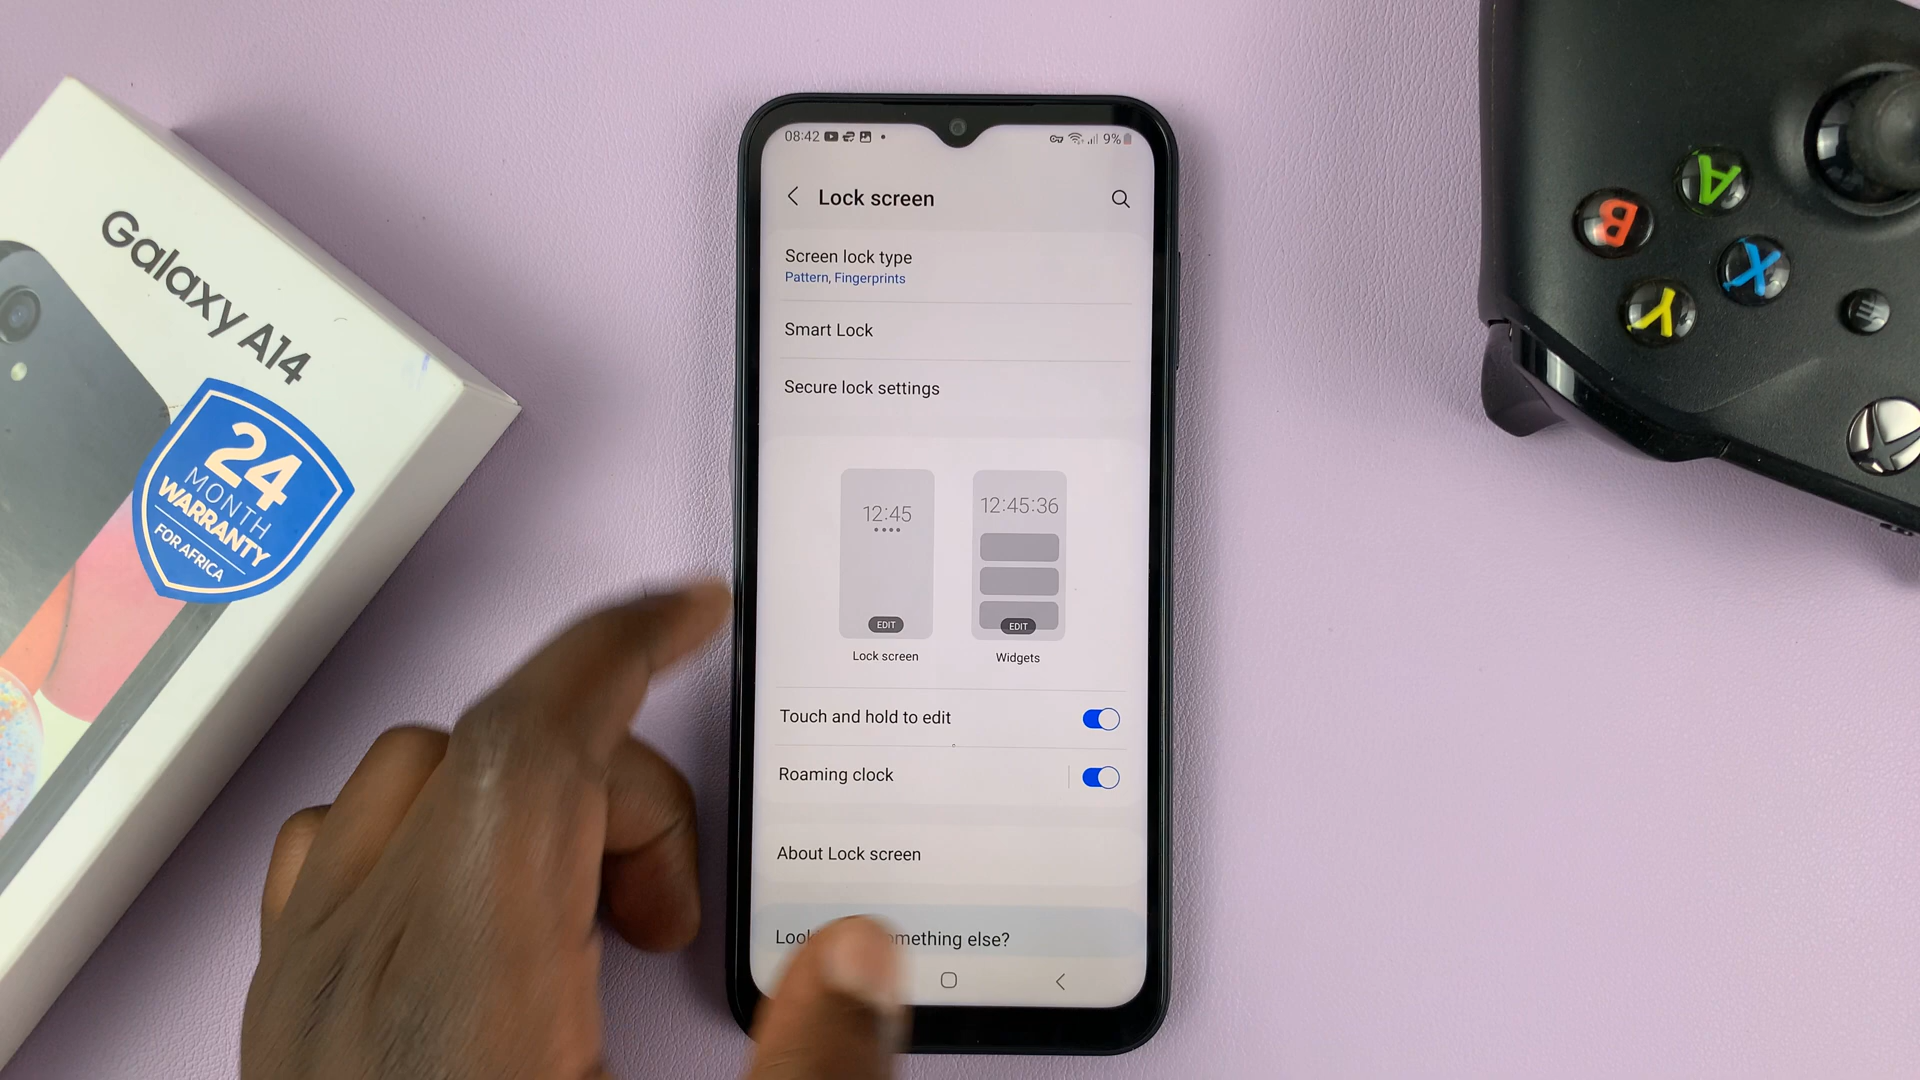 Galaxy A14
24
MONTH
WARRANTY
FOR AFRICA
08:42
9%
Lock screen
Screen lock type
Pattern, Fingerprints
Smart Lock
Secure lock settings
12:45
12:45:36
EDIT
EDIT
Lock screen
Widgets
Touch and hold to edit
Roaming clock
About Lock screen
something else?
A
B
X
Y